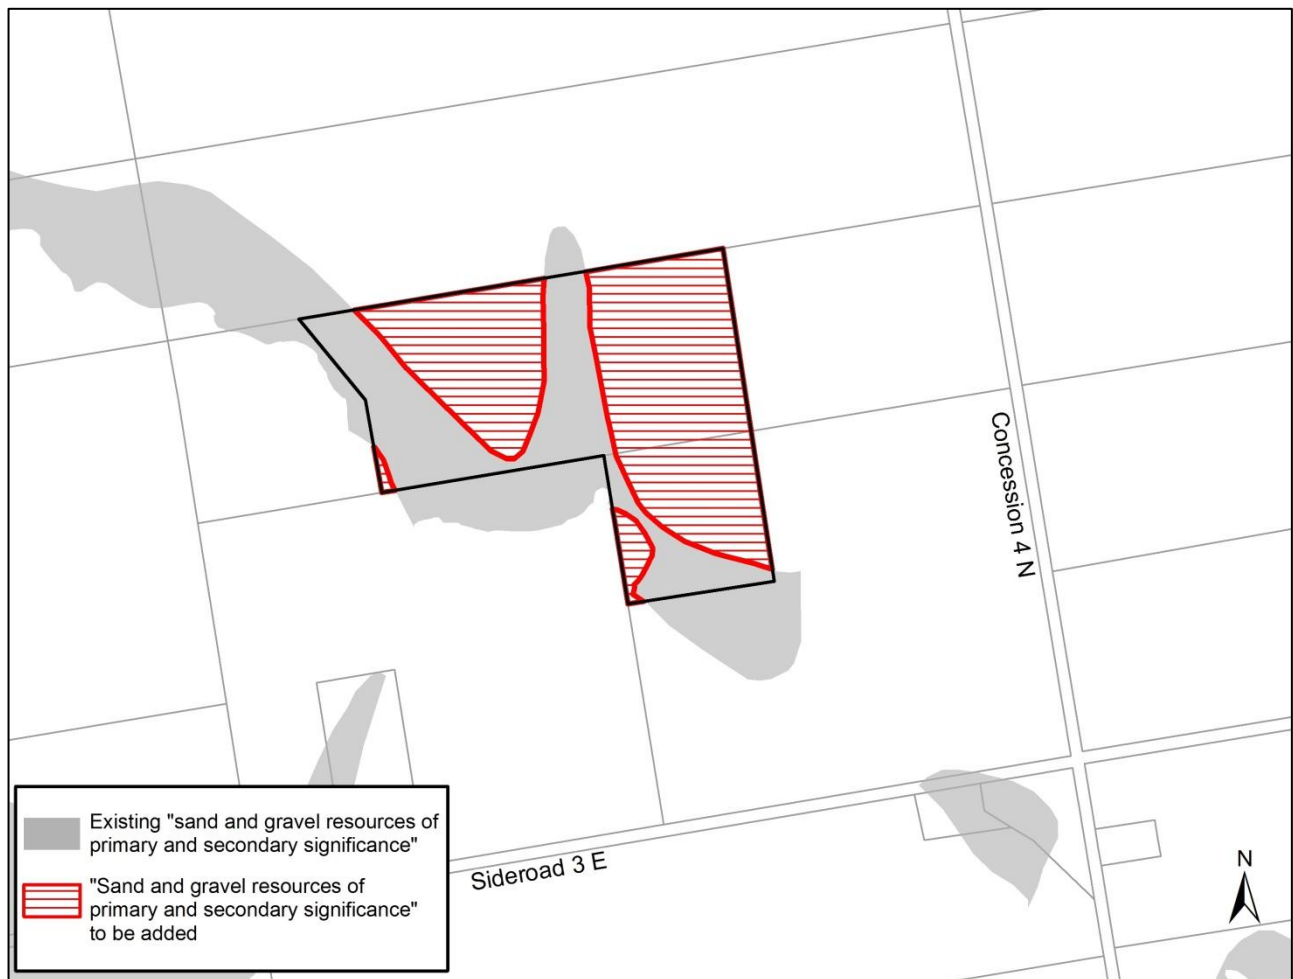 Concession 4 N
Existing "sand and gravel resources of
primary and secondary significance"
"Sand and gravel resources of
primary and secondary significance"
to be added
Sideroad 3 E
N